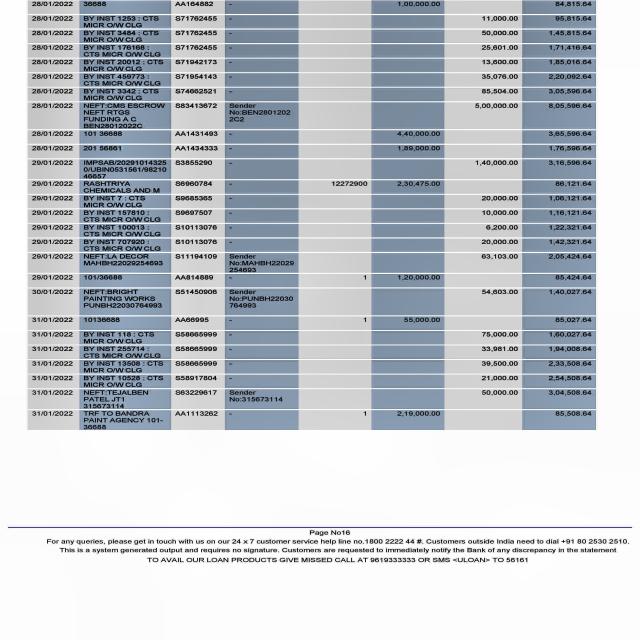 28/01/2022 36688 AA164882 - 1,00,000.00 84,815.64
28/01/2022 BY INST 1253 : CTS S71762455 - 11,000.00 95,815.64
MICR O/W CLG
28/01/2022 BY INST 3484 : CTS S71762455 - 50,000.00 1,45,815.64
MICR O/W CLG
28/01/2022 BY INST 176168 : S71762455 - 25,601.00 1,71,416.64
CTS MICR O/W CLG
28/01/2022 BY INST 20012 : CTS S71942173 - 13,600.00 1,85,016.64
MICR O/W CLG
28/01/2022 BY INST 459773 : S71954143 - 35,076.00 2,20,092.64
CTS MICR O/W CLG
28/01/2022 BY INST 3342 : CTS S74662521 - 85,504.00 3,05,596.64
MICR O/W CLG
28/01/2022 NEFT:CMS ESCROW S83413672 Sender 5,00,000.00 8,05,596.64
NEFT RTGS No:BEN2801202
FUNDING A C 2C2
BEN28012022C
28/01/2022 101 36688 AA1431493 - 4,40,000.00 3,65,596.64
28/01/2022 201 56861 AA1434333 - 1,89,000.00 1,76,596.64
29/01/2022 IMPSAB/20291014325 S3855290 - 1,40,000.00 3,16,596.64
0/UBIN0531561/98210
46657
29/01/2022 RASHTRIYA S6960784 - 12272900 2,30,475.00 86,121.64
CHEMICALS AND M
29/01/2022 BY INST 7 : CTS S9685365 - 20,000.00 1,06,121.64
MICR O/W CLG
29/01/2022 BY INST 157810 : S9697507 - 10,000.00 1,16,121.64
CTS MICR O/W CLG
29/01/2022 BY INST 100013 : S10113076 - 6,200.00 1,22,321.64
CTS MICR O/W CLG
29/01/2022 BY INST 707920 : S10113076 - 20,000.00 1,42,321.64
CTS MICR O/W CLG
29/01/2022 NEFT:LA DECOR S11194109 Sender 63,103.00 2,05,424.64
MAHBH22029254693 No:MAHBH22029
254693
29/01/2022 101/36688 AA814889 - 1 1,20,000.00 85,424.64
30/01/2022 NEFT:BRIGHT S51450906 Sender 54,603.00 1,40,027.64
PAINTING WORKS No:PUNBH22030
PUNBH22030764993 764993
31/01/2022 10136688 AA66995 - 1 55,000.00 85,027.64
31/01/2022 BY INST 118 : CTS S58665999 - 75,000.00 1,60,027.64
MICR O/W CLG
31/01/2022 BY INST 255714 : S58665999 - 33,981.00 1,94,008.64
CTS MICR O/W CLG
31/01/2022 BY INST 13508 : CTS S58665999 - 39,500.00 2,33,508.64
MICR O/W CLG
31/01/2022 BY INST 10528 : CTS S58917804 - 21,000.00 2,54,508.64
MICR O/W CLG
31/01/2022 NEFT:TEJALBEN S63229617 Sender 50,000.00 3,04,508.64
PATEL JT1 No:315673114
315673114
31/01/2022 TRF TO BANDRA AA1113262 - 1 2,19,000.00 85,508.64
PAINT AGENCY 101-
36688
Page No16
For any queries, please get in touch with us on our 24 x 7 customer service help line no.1800 2222 44 #. Customers outside India need to dial +91 80 2530 2510.
This is a system generated output and requires no signature. Customers are requested to immediately notify the Bank of any discrepancy in the statement
TO AVAIL OUR LOAN PRODUCTS GIVE MISSED CALL AT 9619333333 OR SMS <ULOAN> TO 56161